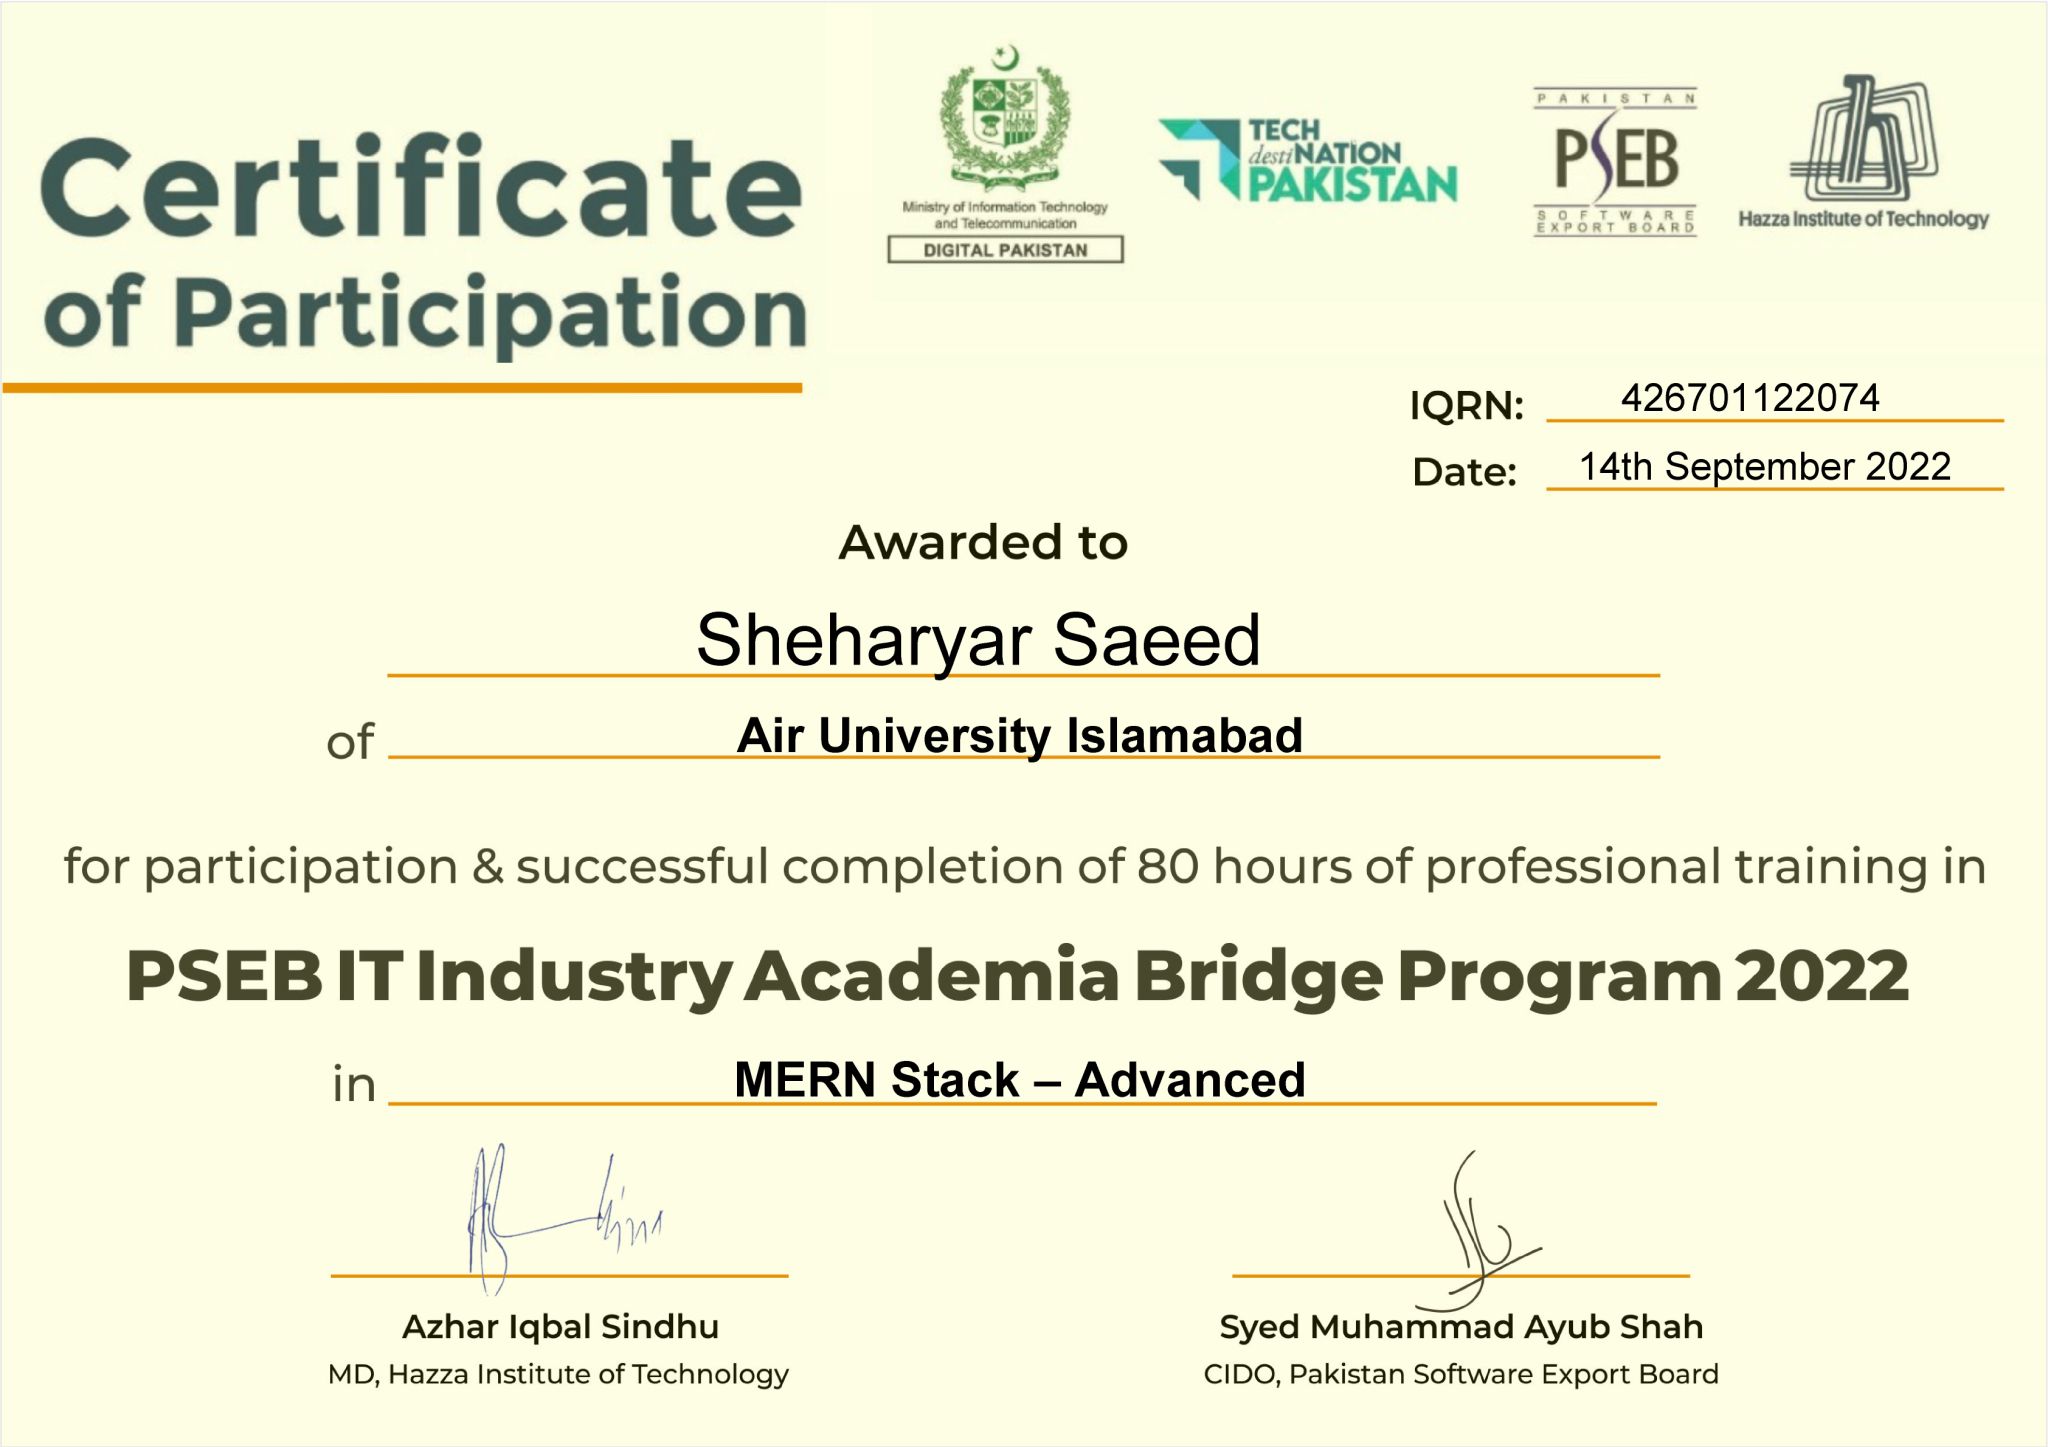 Certificate
of Participation
Ministry of Information Technology
and Telecommunication
DIGITAL PAKISTAN
TECH
destiNATION
PAKISTAN
PAKISTAN
PSEB
SOFTWARE
EXPORT BOARD
Hazza Institute of Technology
IQRN: 426701122074
Date: 14th September 2022
Awarded to
Sheharyar Saeed
of Air University Islamabad
for participation & successful completion of 80 hours of professional training in
PSEB IT Industry Academia Bridge Program 2022
in MERN Stack – Advanced
Azhar Iqbal Sindhu
MD, Hazza Institute of Technology
Syed Muhammad Ayub Shah
CIDO, Pakistan Software Export Board